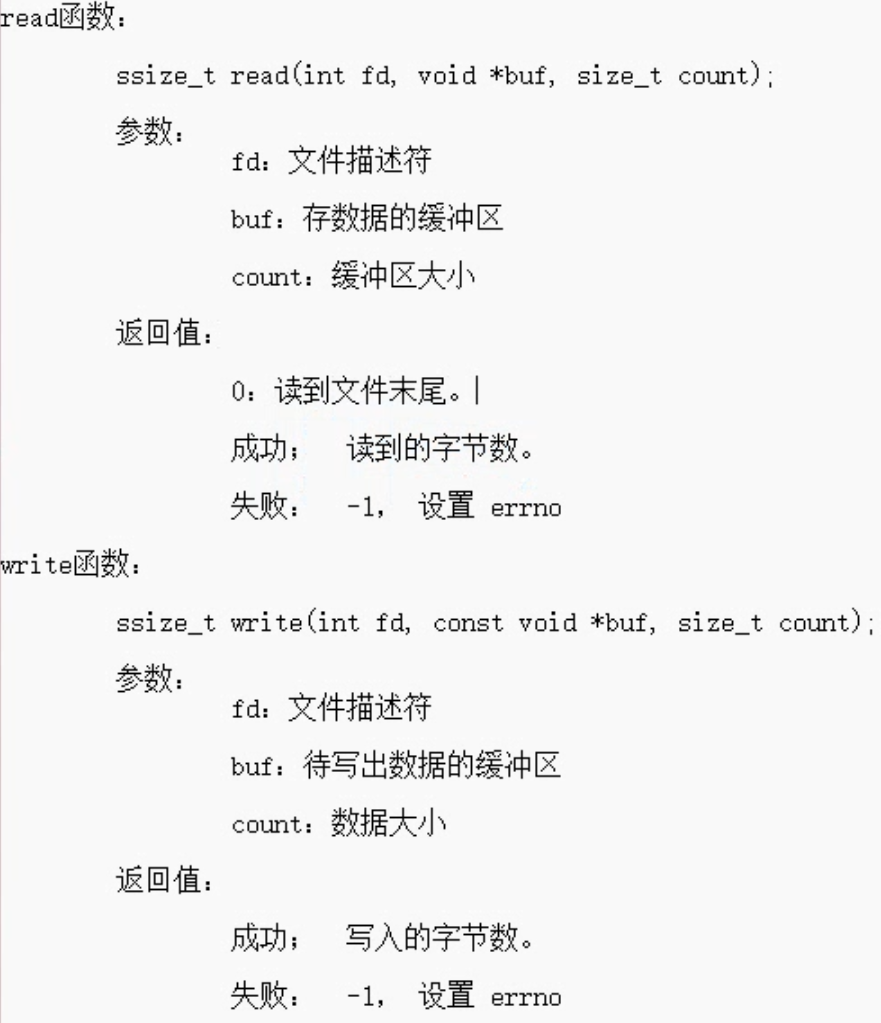 read函数：
ssize_t read(int fd, void *buf, size_t count);
参数：
fd：文件描述符
buf：存数据的缓冲区
count：缓冲区大小
返回值：
0：读到文件末尾。
成功；  读到的字节数。
失败：  -1， 设置 errno
write函数：
ssize_t write(int fd, const void *buf, size_t count);
参数：
fd：文件描述符
buf：待写出数据的缓冲区
count：数据大小
返回值：
成功；  写入的字节数。
失败：  -1， 设置 errno